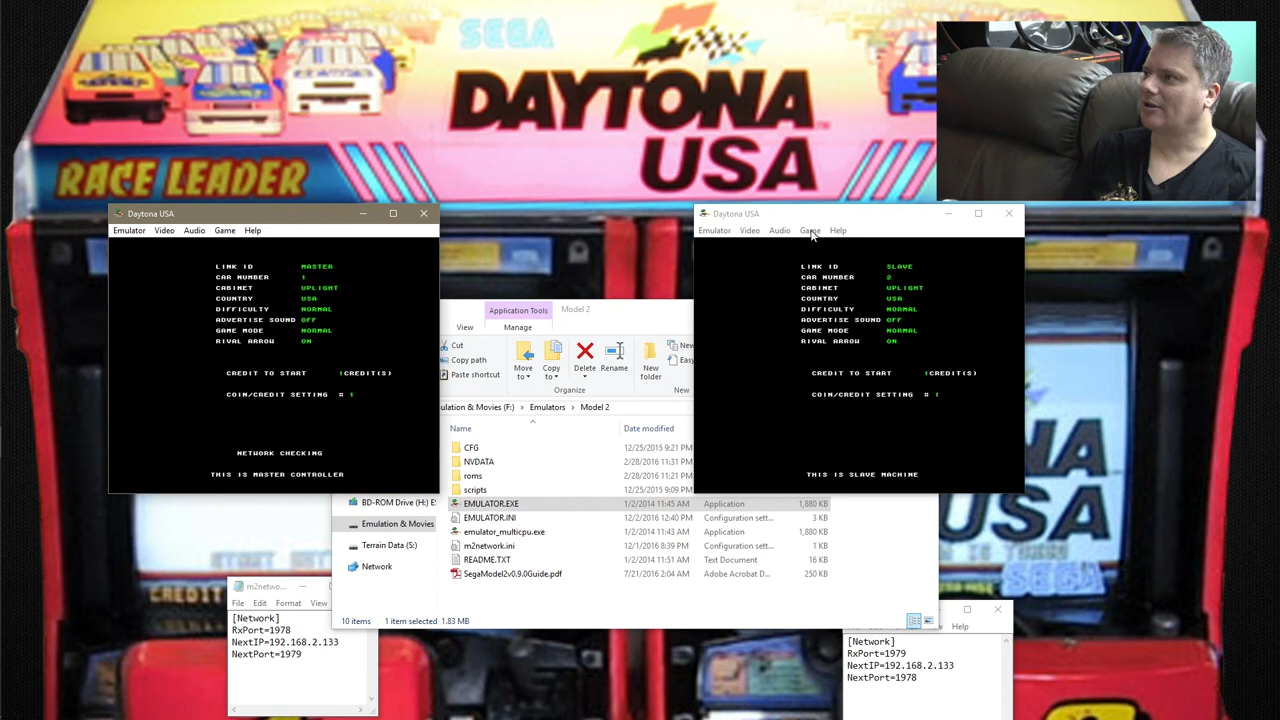 SEGA
DAYTONA
USA
RACE LEADER
Daytona USA
Emulator Video Audio Game Help
LINK ID MASTER
CAR NUMBER 1
CABINET UPLIGHT
COUNTRY USA
DIFFICULTY NORMAL
ADVERTISE SOUND OFF
GAME MODE NORMAL
RIVAL ARROW ON
CREDIT TO START 1CREDIT(S)
COIN/CREDIT SETTING # 1
NETWORK CHECKING
THIS IS MASTER CONTROLLER
Daytona USA
Emulator Video Audio Game Help
LINK ID SLAVE
CAR NUMBER 2
CABINET UPLIGHT
COUNTRY USA
DIFFICULTY NORMAL
ADVERTISE SOUND OFF
GAME MODE NORMAL
RIVAL ARROW ON
CREDIT TO START 1CREDIT(S)
COIN/CREDIT SETTING # 1
THIS IS SLAVE MACHINE
Application Tools Model 2
View Manage
Cut
Copy path
Paste shortcut
Move to
Copy to
Delete
Rename
New folder
New
Easy
Organize
ulation & Movies (F:) > Emulators > Model 2
Name Date modified
CFG 12/25/2015 9:21 PM
NVDATA 2/28/2016 11:31 PM
roms 2/28/2016 11:21 PM
scripts 12/25/2015 9:09 PM
EMULATOR.EXE 1/2/2014 11:45 AM Application 1,880 KB
EMULATOR.INI 12/2/2016 12:40 PM Configuration sett... 3 KB
emulator_multicpu.exe 1/2/2014 11:43 AM Application 1,880 KB
m2network.ini 12/1/2016 8:39 PM Configuration sett... 1 KB
README.TXT 1/2/2014 11:51 AM Text Document 16 KB
SegaModel2v0.9.0Guide.pdf 7/21/2016 2:04 AM Adobe Acrobat D... 250 KB
BD-ROM Drive (H:) E
Emulation & Movies
Terrain Data (S:)
Network
10 items 1 item selected 1.83 MB
m2netwo...
File Edit Format View
[Network]
RxPort=1978
NextIP=192.168.2.133
NextPort=1979
Help
[Network]
RxPort=1979
NextIP=192.168.2.133
NextPort=1978
USA
SEGA